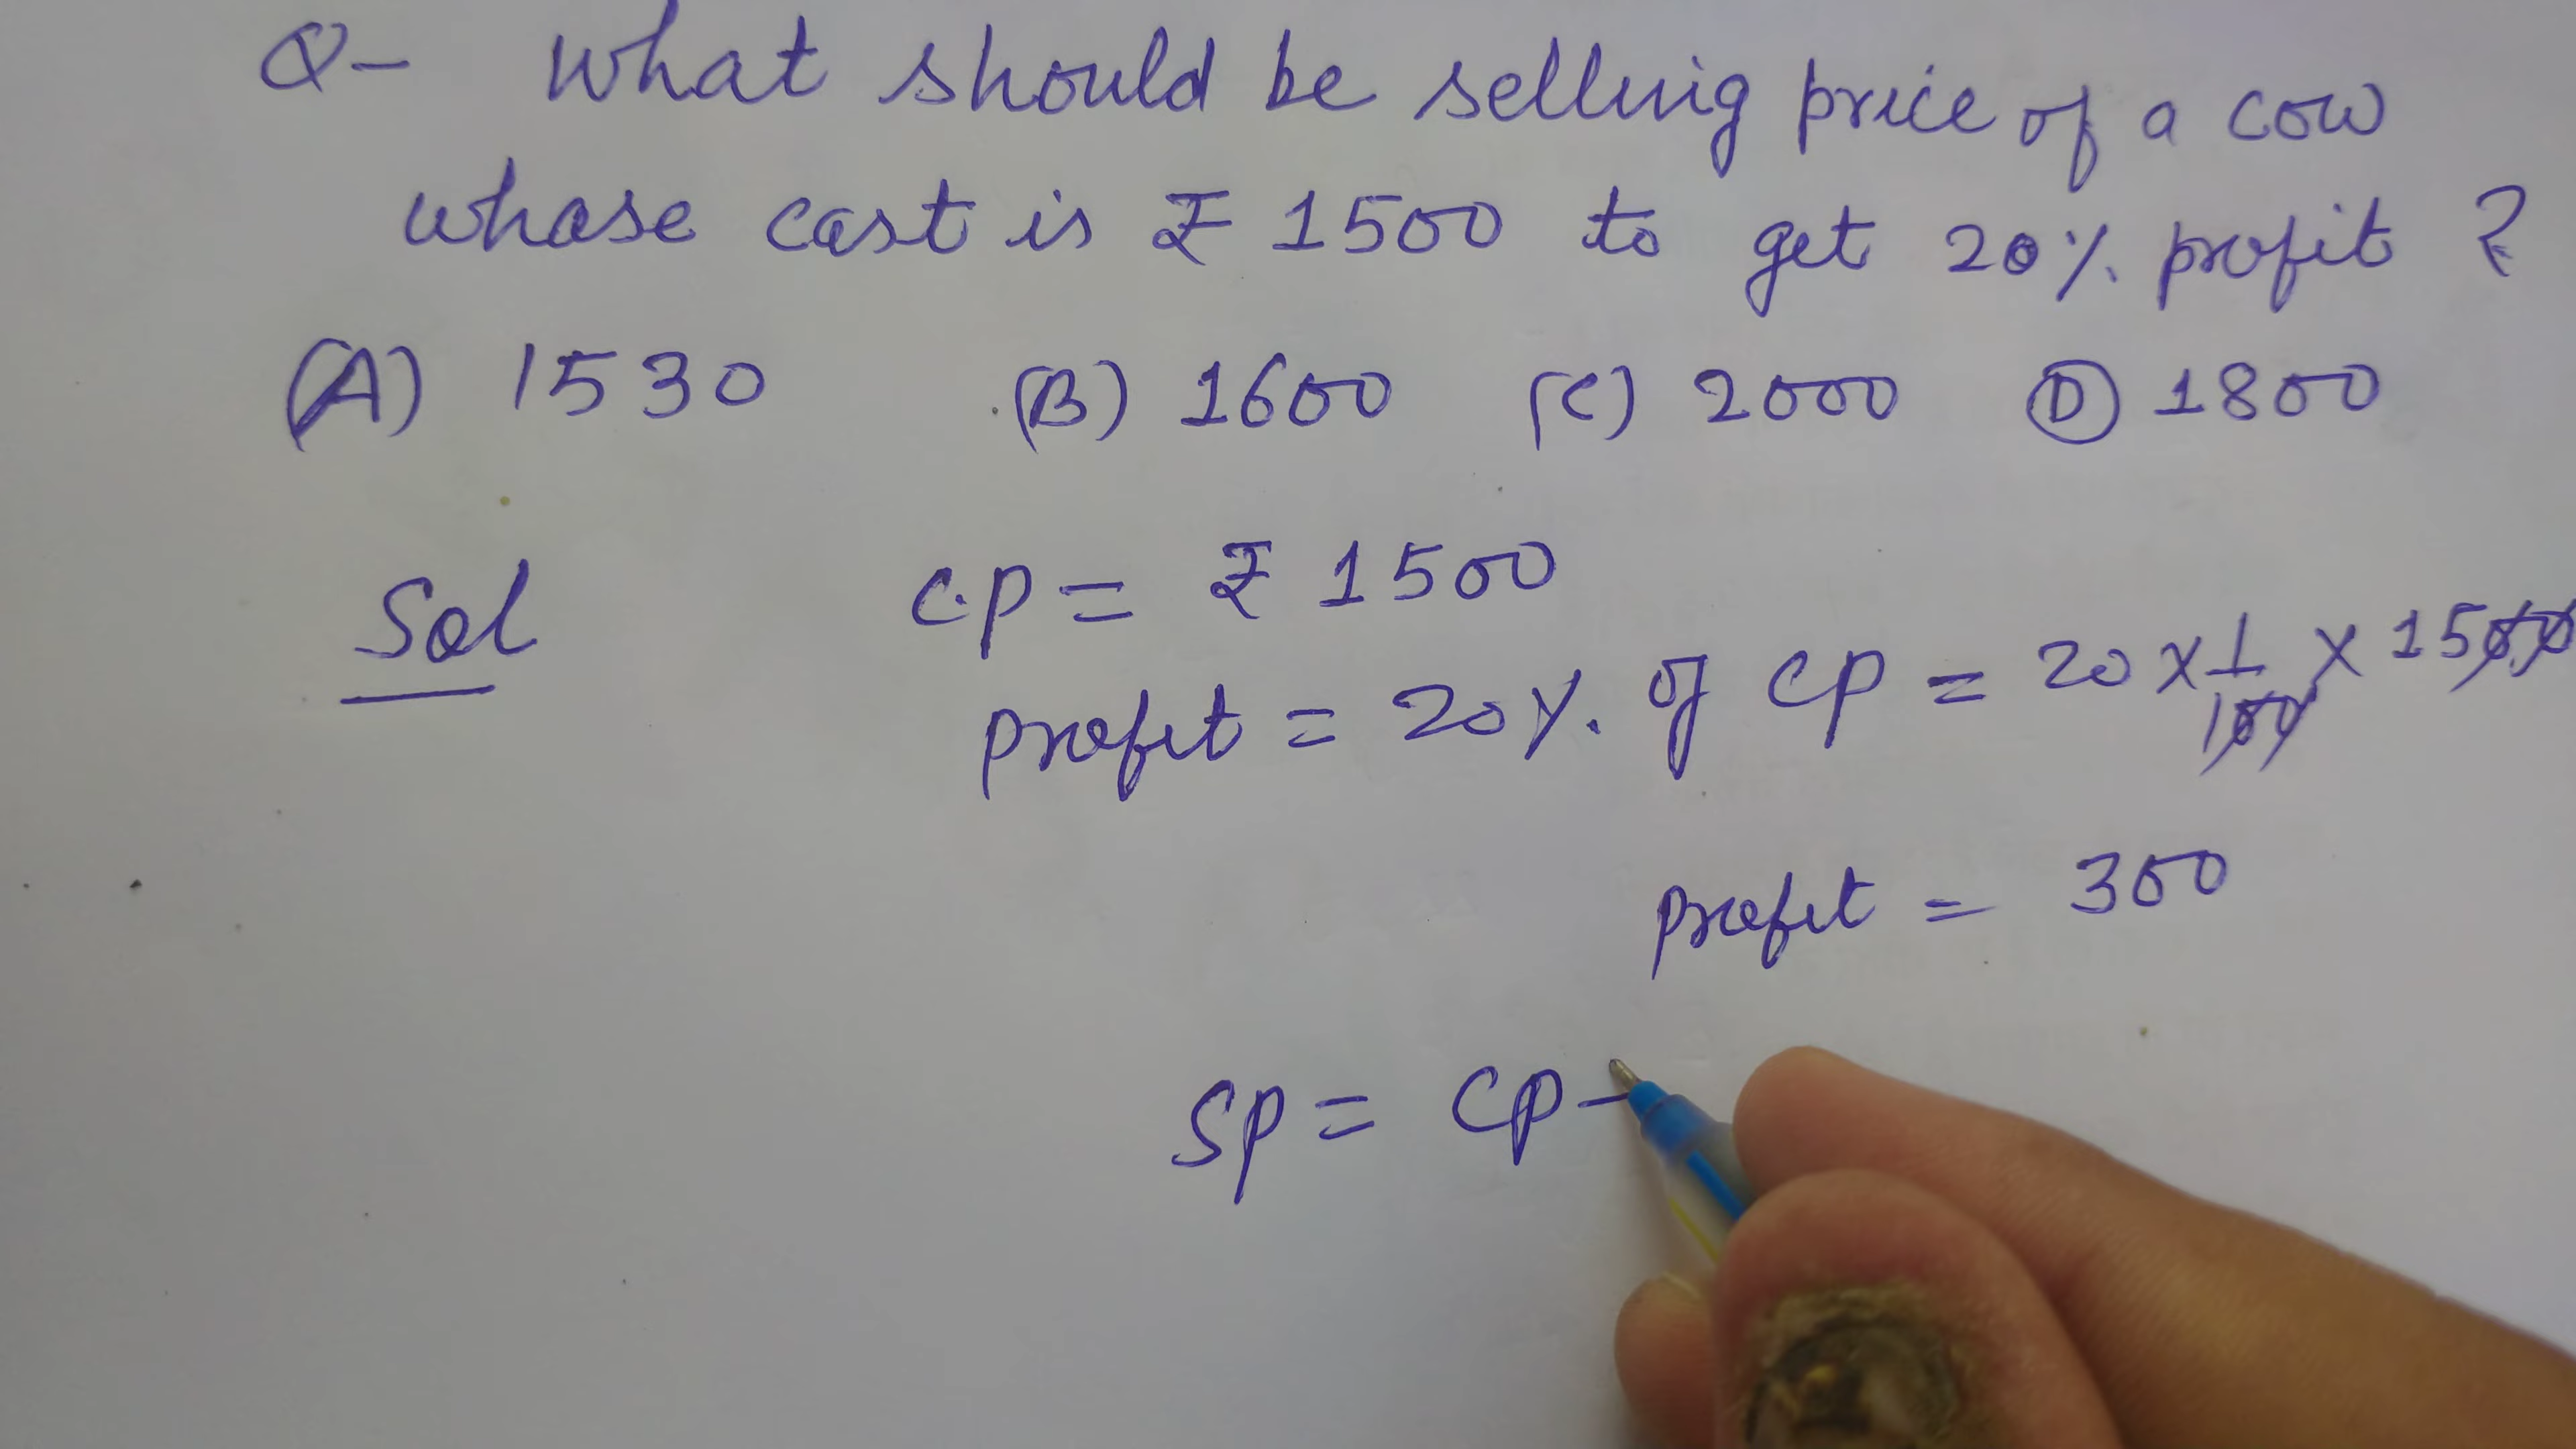 Q- What should be selling price of a cow
whose cost is ₹ 1500 to get 20% profit ?
(A) 1530 (B) 1600 (C) 2000 (D) 1800
Sol
CP = ₹ 1500
profit = 20%. of CP = 20 × 1/100 × 1500
profit = 300
SP = CP -